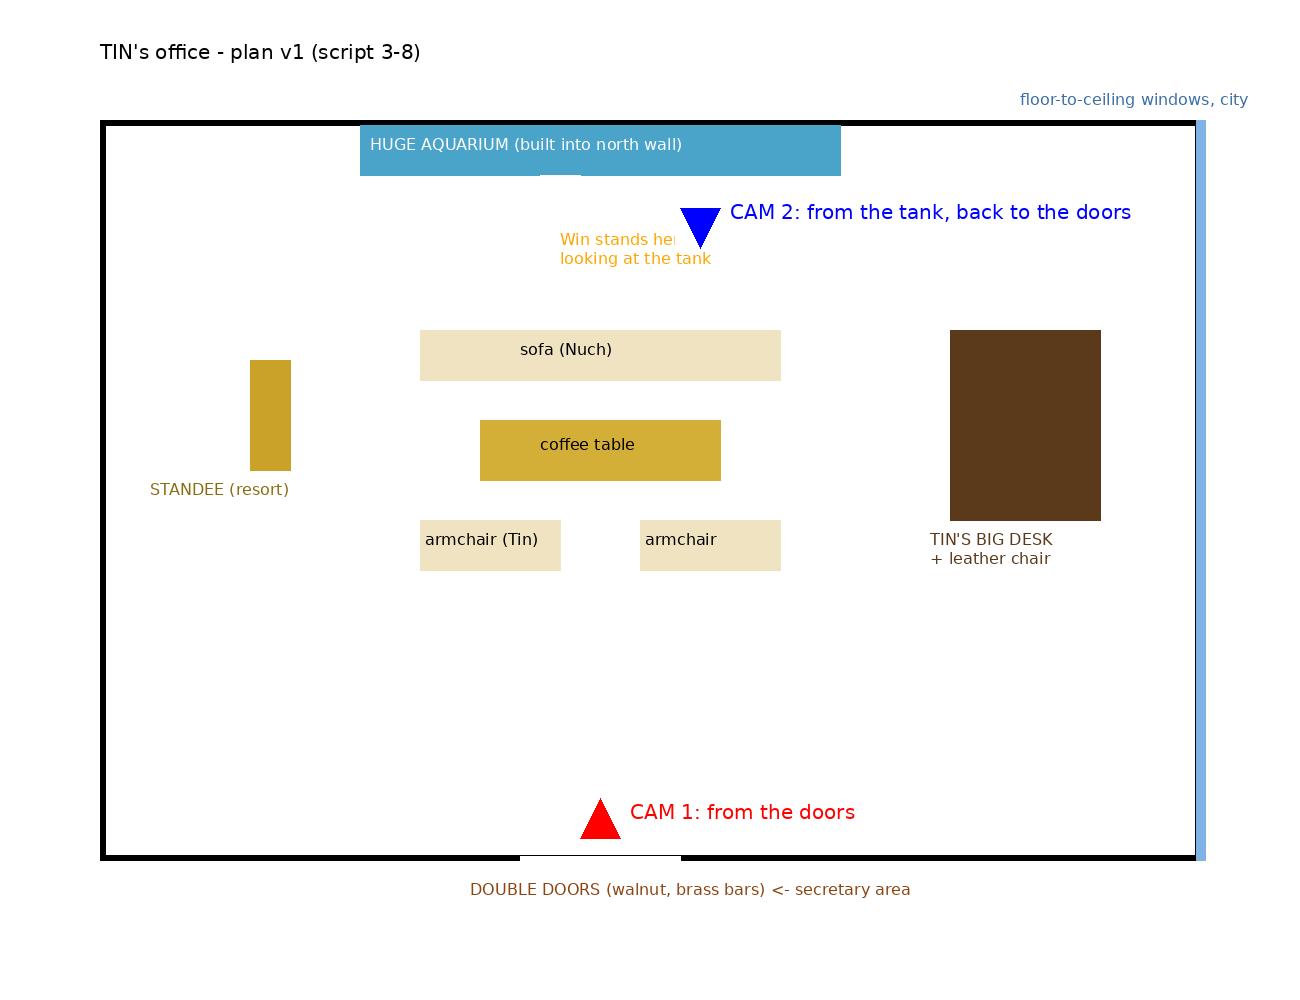 TIN's office - plan v1 (script 3-8)
floor-to-ceiling windows, city
HUGE AQUARIUM (built into north wall)
CAM 2: from the tank, back to the doors
Win stands her
looking at the tank
sofa (Nuch)
coffee table
STANDEE (resort)
armchair (Tin)
armchair
TIN'S BIG DESK
+ leather chair
CAM 1: from the doors
DOUBLE DOORS (walnut, brass bars) <- secretary area